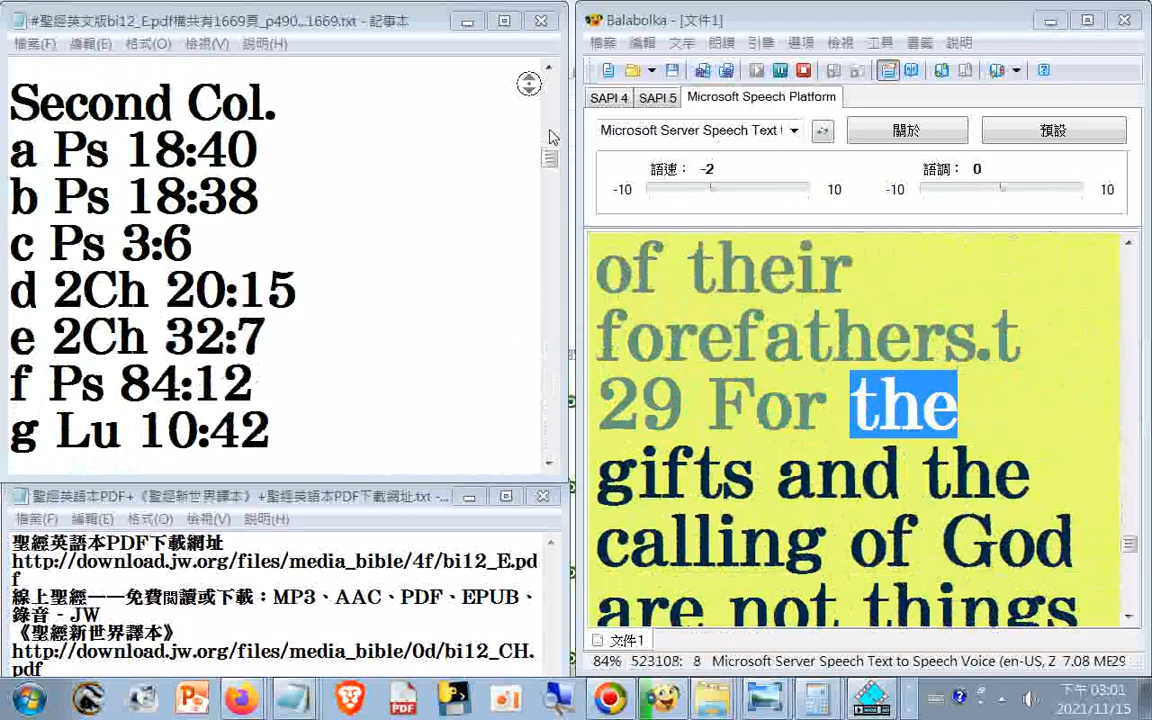 #聖經英文版bi12_E.pdf檔共有1669頁_p490,..1669.txt - 記事本
檔案(F) 編輯(E) 格式(O) 檢視(V) 說明(H)
Second Col.
a Ps 18:40
b Ps 18:38
c Ps 3:6
d 2Ch 20:15
e 2Ch 32:7
f Ps 84:12
g Lu 10:42
聖經英語本PDF+《聖經新世界譯本》+聖經英語本PDF下載網址.txt - ...
檔案(F) 編輯(E) 格式(O) 檢視(V) 說明(H)
聖經英語本PDF下載網址
http://download.jw.org/files/media_bible/4f/bi12_E.pd
f
線上聖經——免費閱讀或下載：MP3、AAC、PDF、EPUB、
錄音 - JW
《聖經新世界譯本》
http://download.jw.org/files/media_bible/0d/bi12_CH.
pdf
Balabolka - [文件1]
檔案 編輯 文字 朗讀 引擎 選項 檢視 工具 書籤 說明
SAPI 4 SAPI 5 Microsoft Speech Platform
Microsoft Server Speech Text 關於 預設
語速： -2 語調： 0
-10 10 -10 10
of their
forefathers.t
29 For the
gifts and the
calling of God
are not things
文件1
84% 523108: 8 Microsoft Server Speech Text to Speech Voice (en-US, Z 7.08 ME29
下午 03:01
2021/11/15